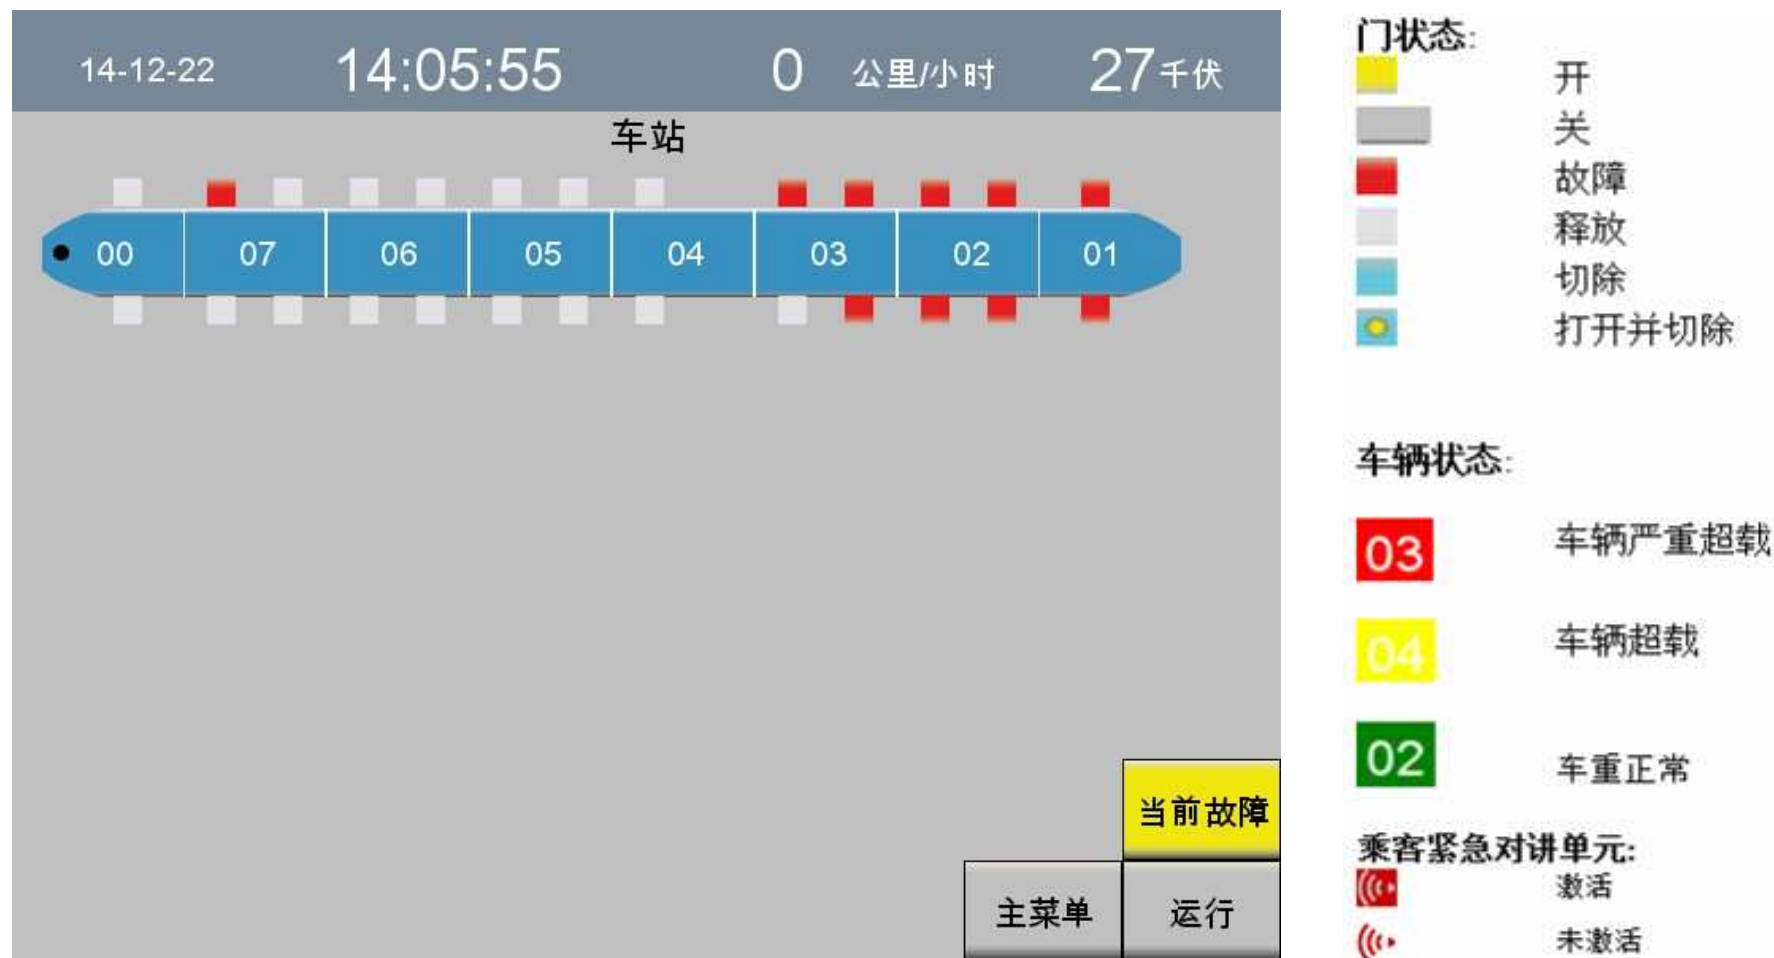 14-12-22 14:05:55 0 公里/小时 27千伏
车站
00 07 06 05 04 03 02 01
当前故障
主菜单 运行
门状态:
开
关
故障
释放
切除
打开并切除
车辆状态:
03 车辆严重超载
04 车辆超载
02 车重正常
乘客紧急对讲单元:
激活
未激活